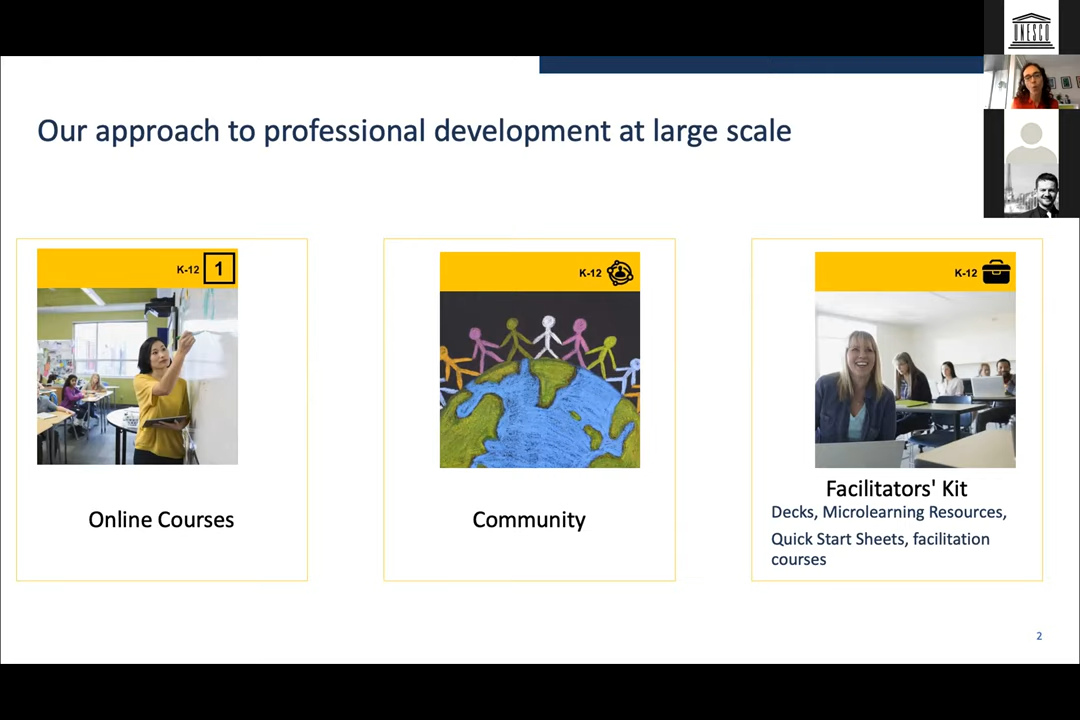 UNESCO
Our approach to professional development at large scale
K-12 1
K-12
K-12
Online Courses
Community
Facilitators' Kit
Decks, Microlearning Resources,
Quick Start Sheets, facilitation
courses
2